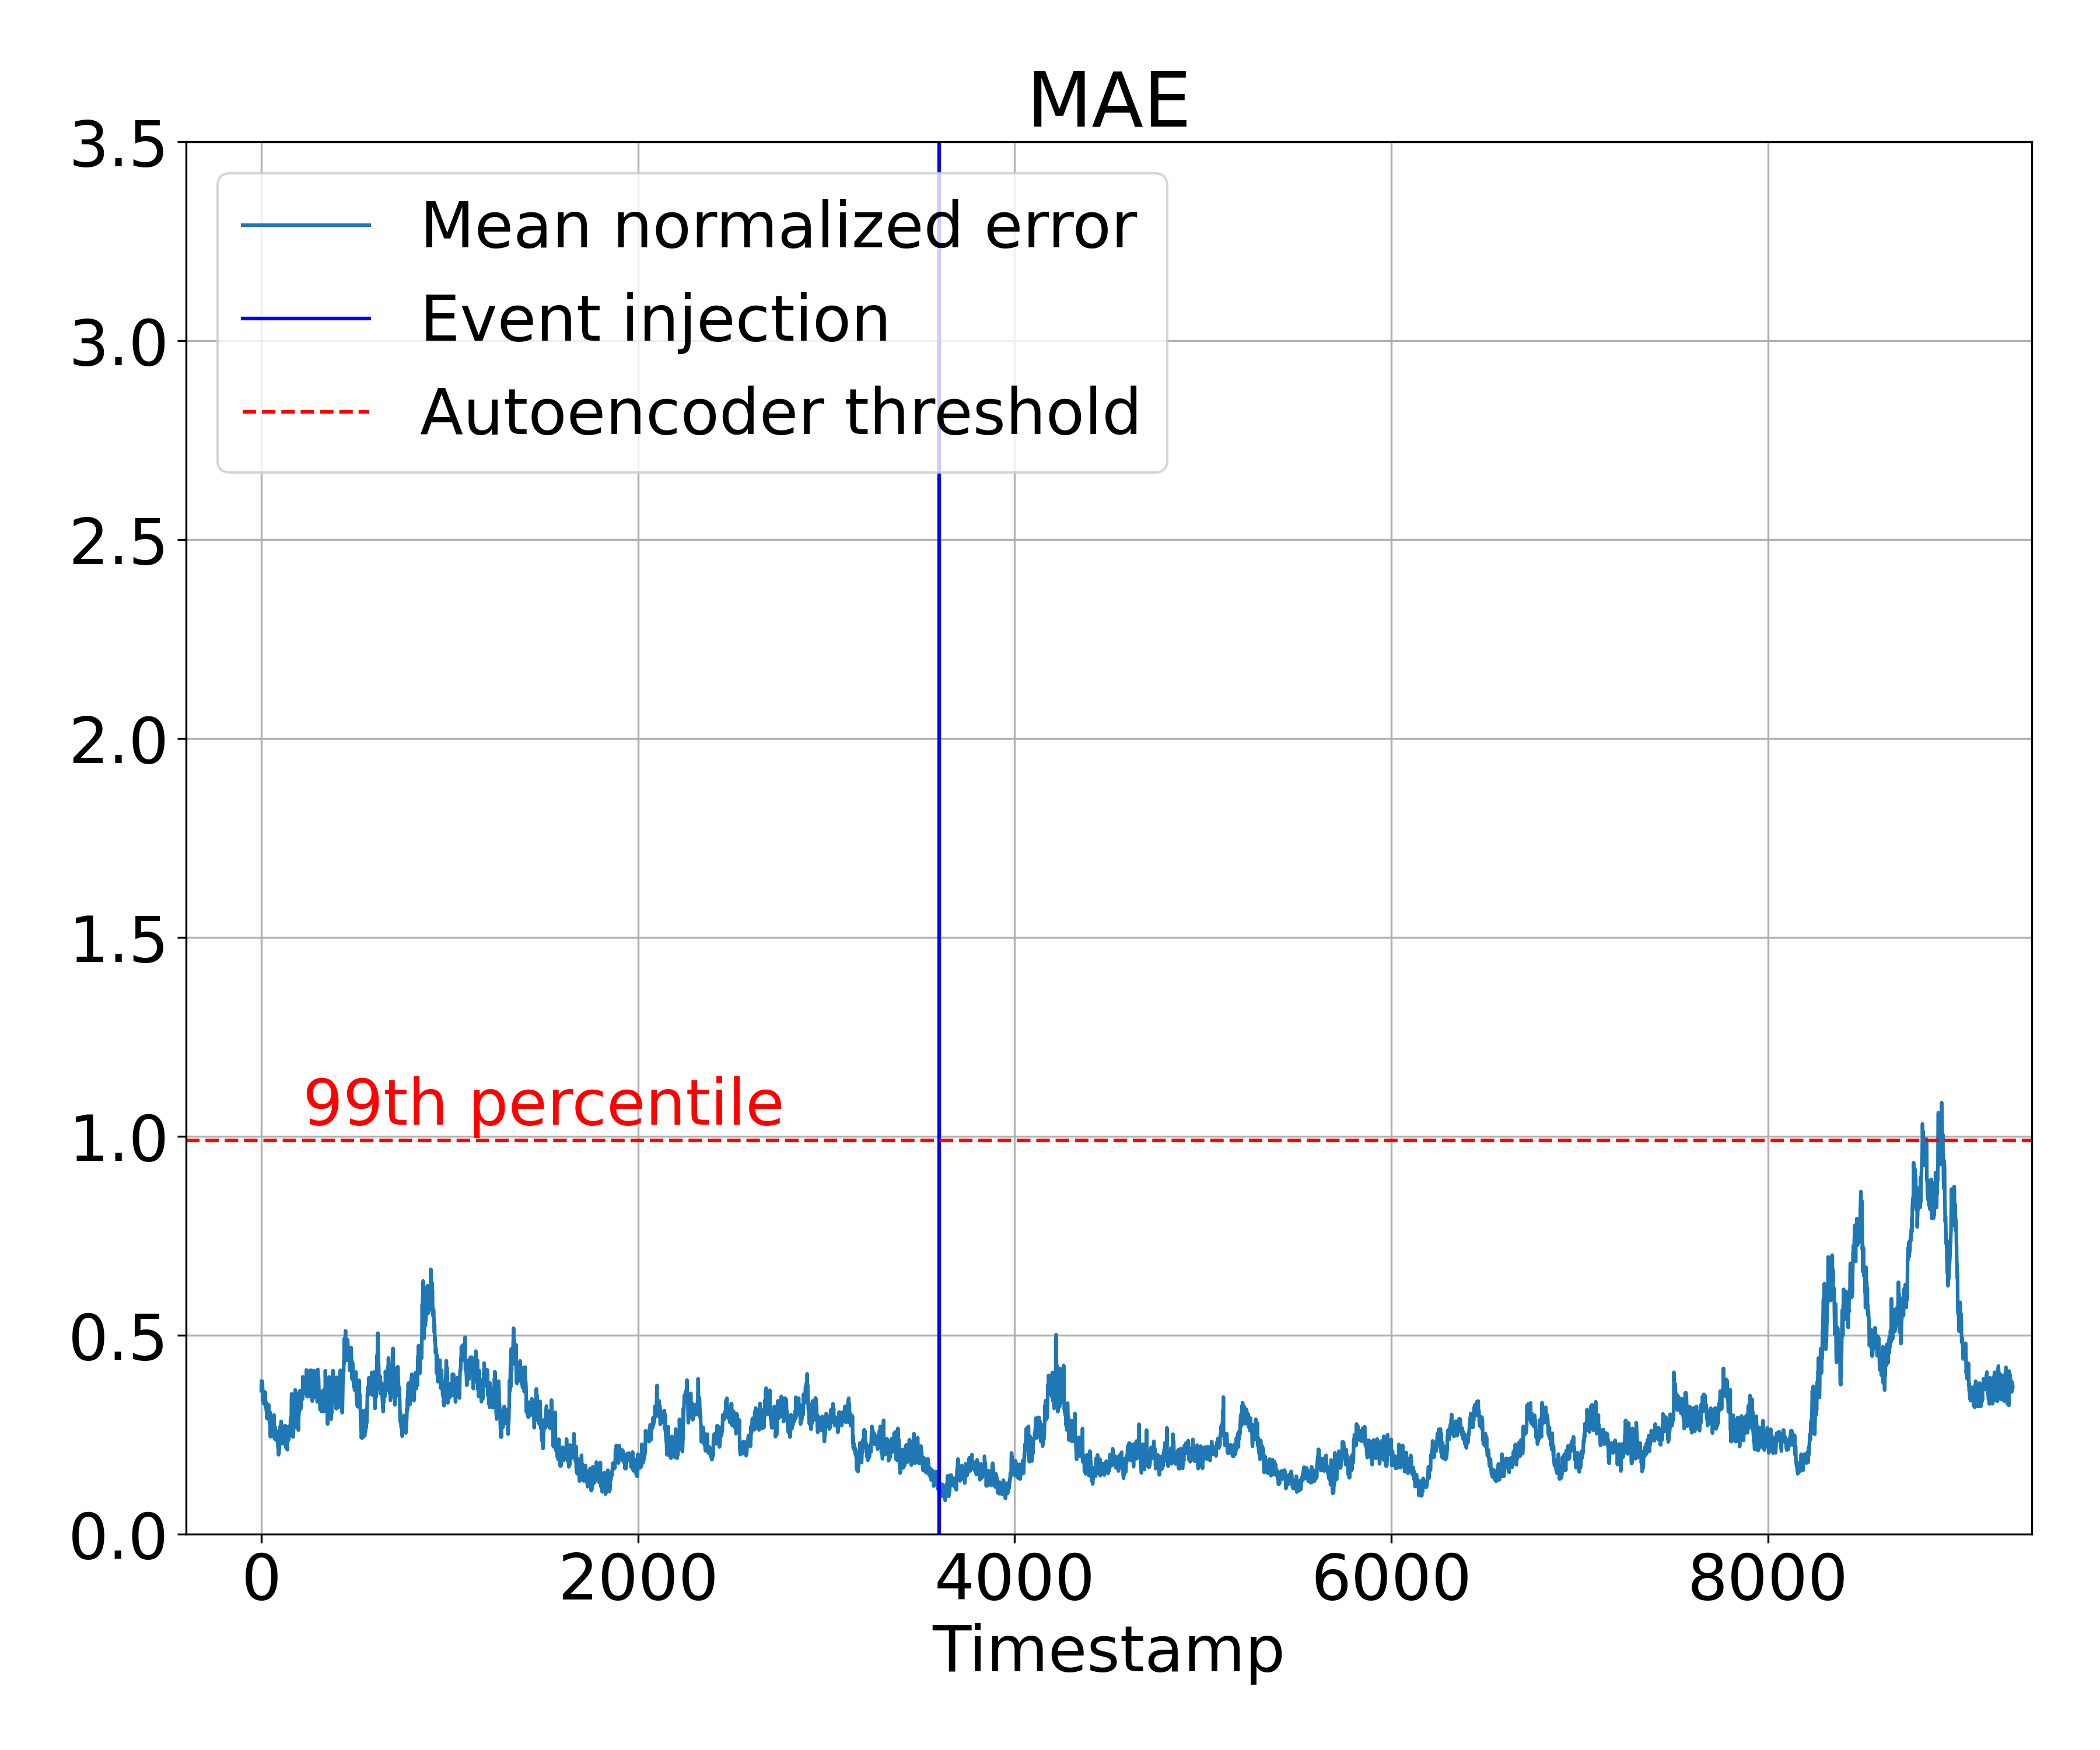 MAE
3.5
Mean normalized error
Event injection
3.0
Autoencoder threshold
2.5
2.0
1.5
99th percentile
1.0
0.5
0.0
0 2000 4000 6000 8000
Timestamp